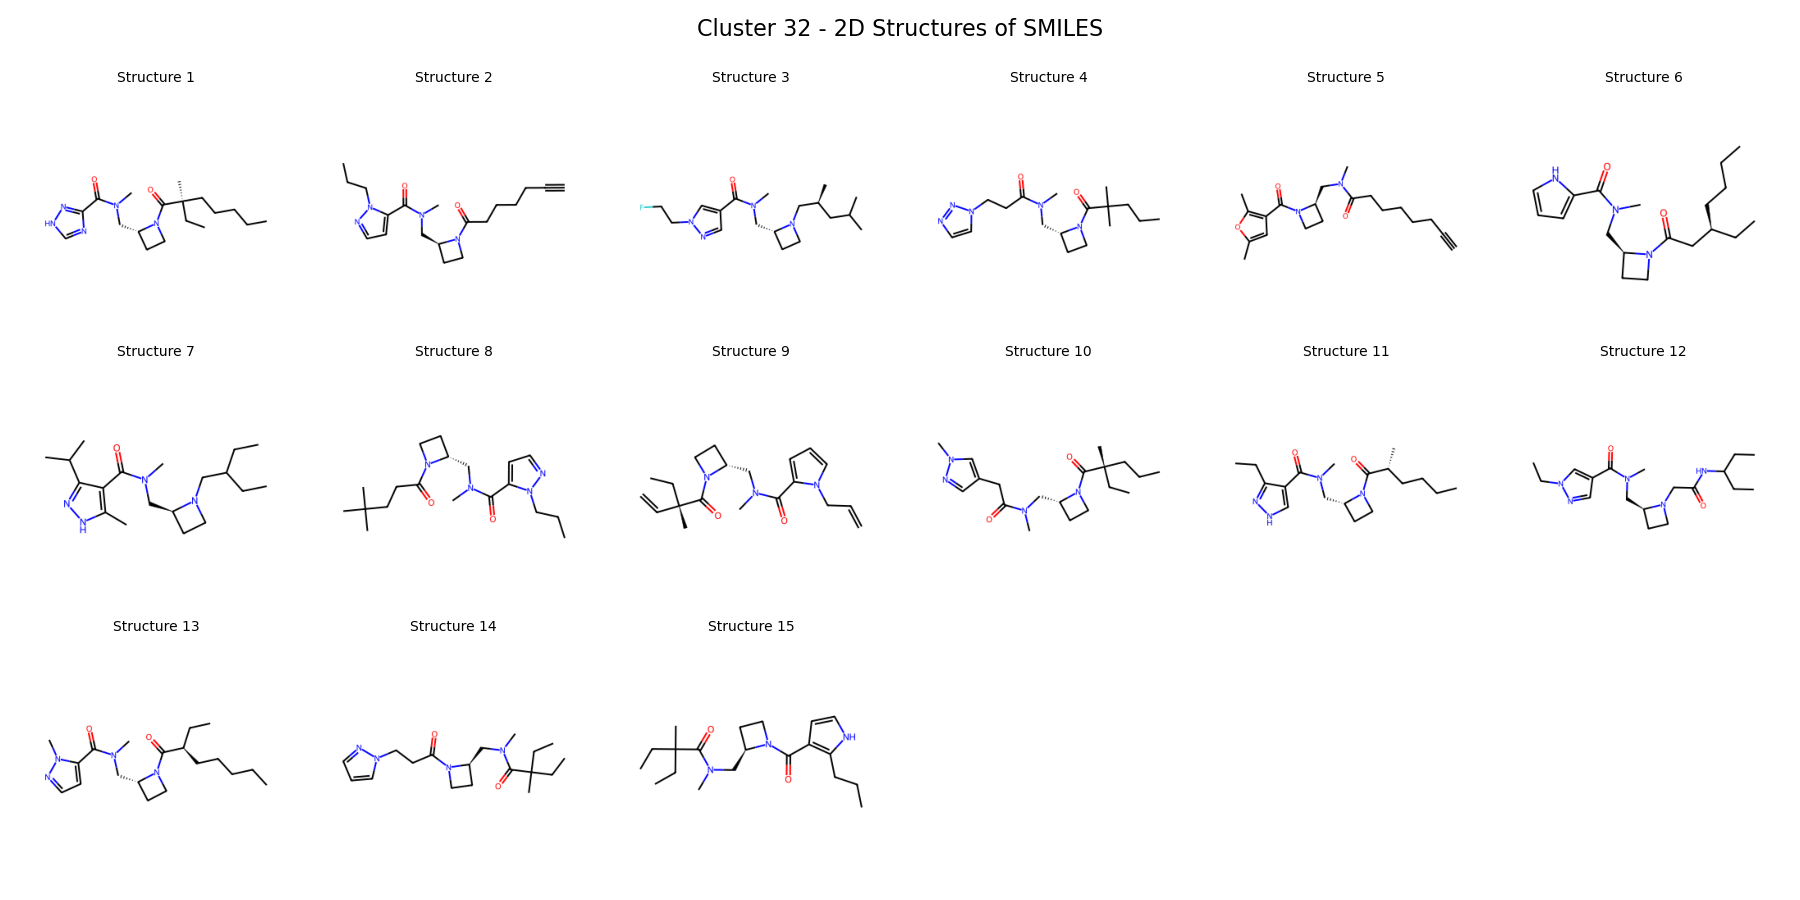 Cluster 32 - 2D Structures of SMILES
Structure 1
Structure 2
Structure 3
Structure 4
Structure 5
Structure 6
Structure 7
Structure 8
Structure 9
Structure 10
Structure 11
Structure 12
Structure 13
Structure 14
Structure 15